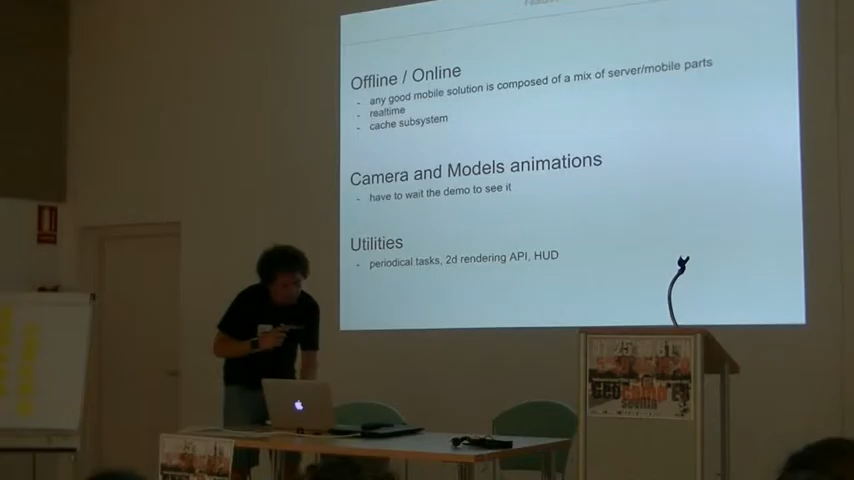 Offline / Online
- any good mobile solution is composed of a mix of server/mobile parts
- realtime
- cache subsystem
Camera and Models animations
- have to wait the demo to see it
Utilities
- periodical tasks, 2d rendering API, HUD